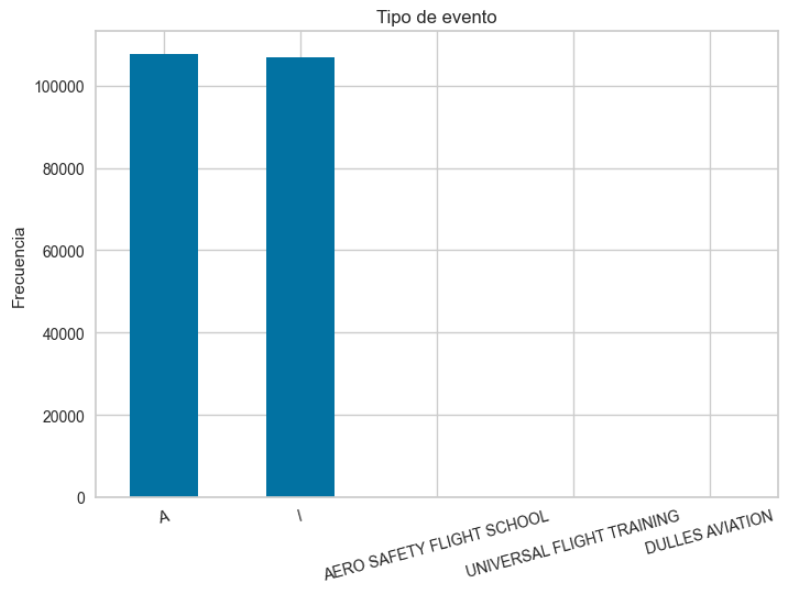 Tipo de evento
Frecuencia
100000
80000
60000
40000
20000
0
A
I
AERO SAFETY FLIGHT SCHOOL
UNIVERSAL FLIGHT TRAINING
DULLES AVIATION